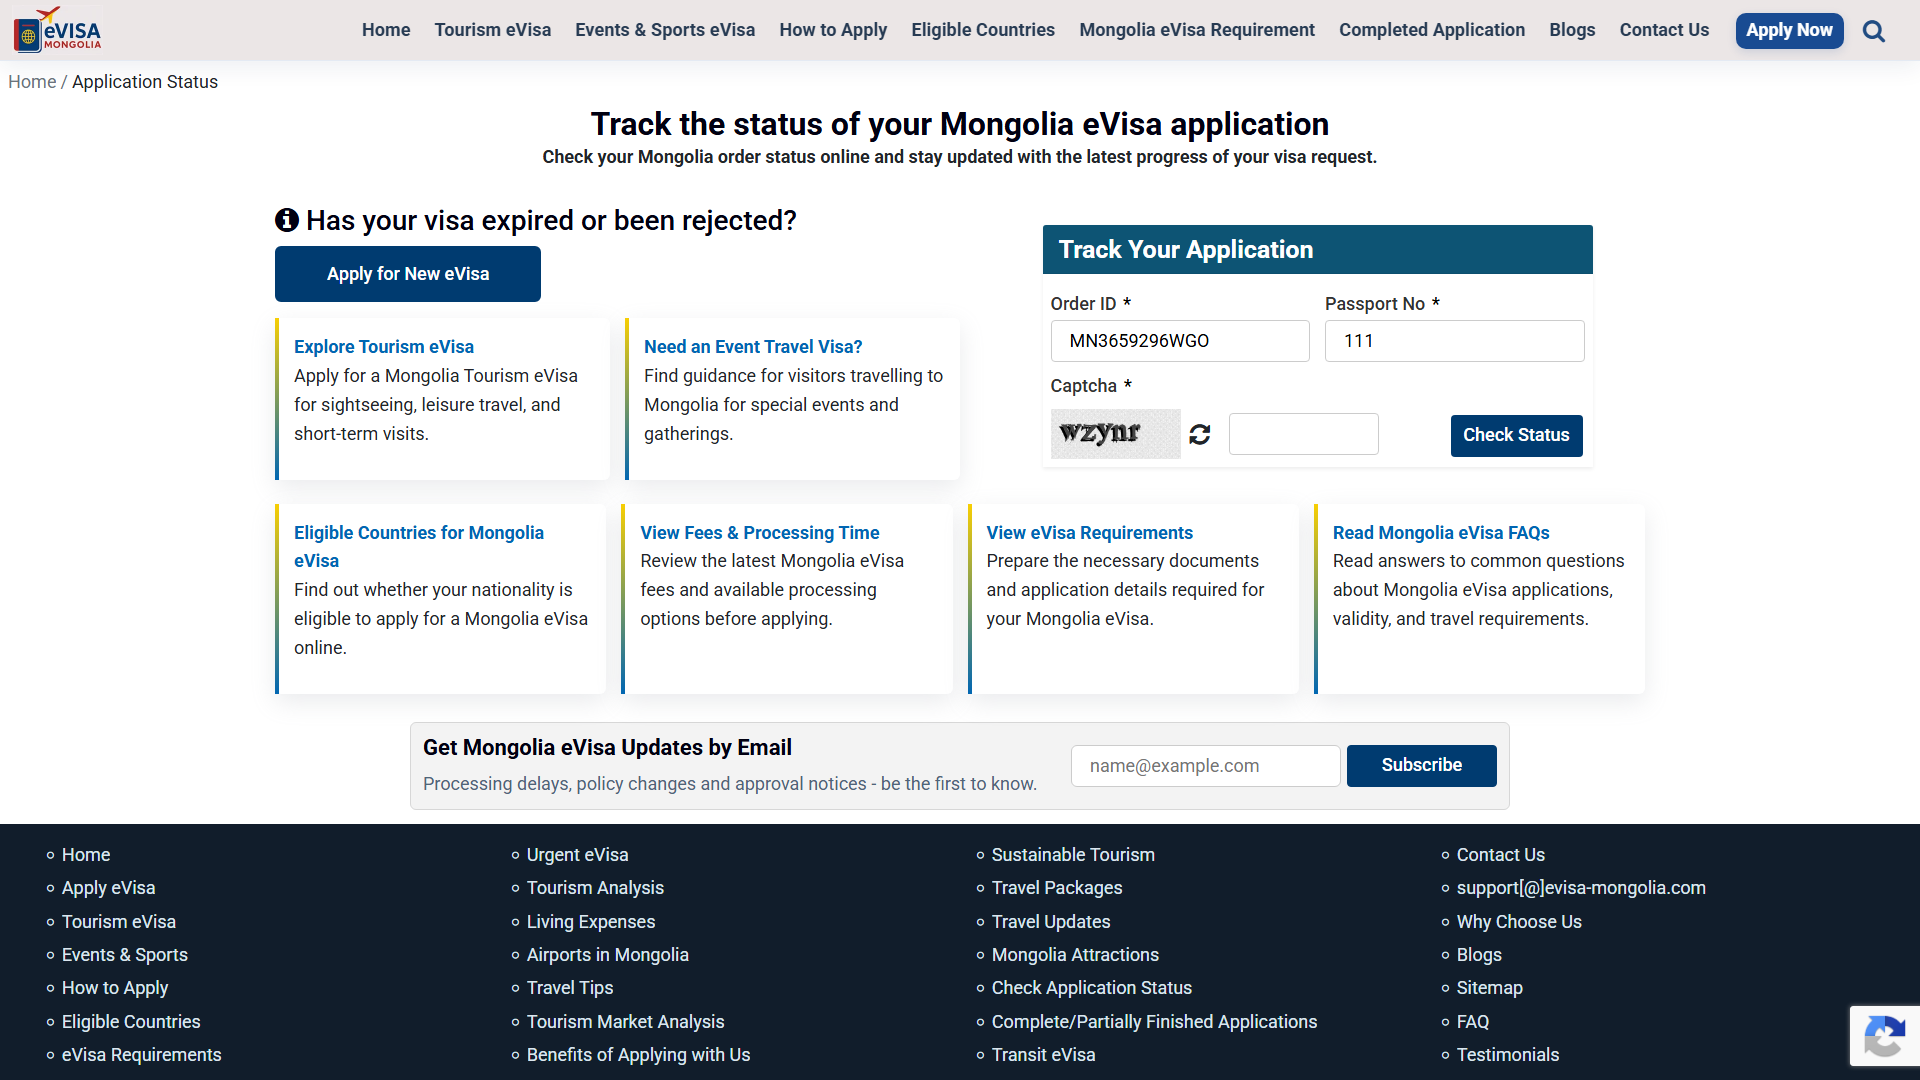 eVISA
MONGOLIA
Home
Tourism eVisa
Events & Sports eVisa
How to Apply
Eligible Countries
Mongolia eVisa Requirement
Completed Application
Blogs
Contact Us
Apply Now
Home / Application Status
Track the status of your Mongolia eVisa application
Check your Mongolia order status online and stay updated with the latest progress of your visa request.
Has your visa expired or been rejected?
Apply for New eVisa
Explore Tourism eVisa
Apply for a Mongolia Tourism eVisa
for sightseeing, leisure travel, and
short-term visits.
Need an Event Travel Visa?
Find guidance for visitors travelling to
Mongolia for special events and
gatherings.
Track Your Application
Order ID *
Passport No *
MN3659296WGO
111
Captcha *
wzynr
Check Status
Eligible Countries for Mongolia
eVisa
Find out whether your nationality is
eligible to apply for a Mongolia eVisa
online.
View Fees & Processing Time
Review the latest Mongolia eVisa
fees and available processing
options before applying.
View eVisa Requirements
Prepare the necessary documents
and application details required for
your Mongolia eVisa.
Read Mongolia eVisa FAQs
Read answers to common questions
about Mongolia eVisa applications,
validity, and travel requirements.
Get Mongolia eVisa Updates by Email
Processing delays, policy changes and approval notices - be the first to know.
name@example.com
Subscribe
Home
Apply eVisa
Tourism eVisa
Events & Sports
How to Apply
Eligible Countries
eVisa Requirements
Urgent eVisa
Tourism Analysis
Living Expenses
Airports in Mongolia
Travel Tips
Tourism Market Analysis
Benefits of Applying with Us
Sustainable Tourism
Travel Packages
Travel Updates
Mongolia Attractions
Check Application Status
Complete/Partially Finished Applications
Transit eVisa
Contact Us
support[@]evisa-mongolia.com
Why Choose Us
Blogs
Sitemap
FAQ
Testimonials